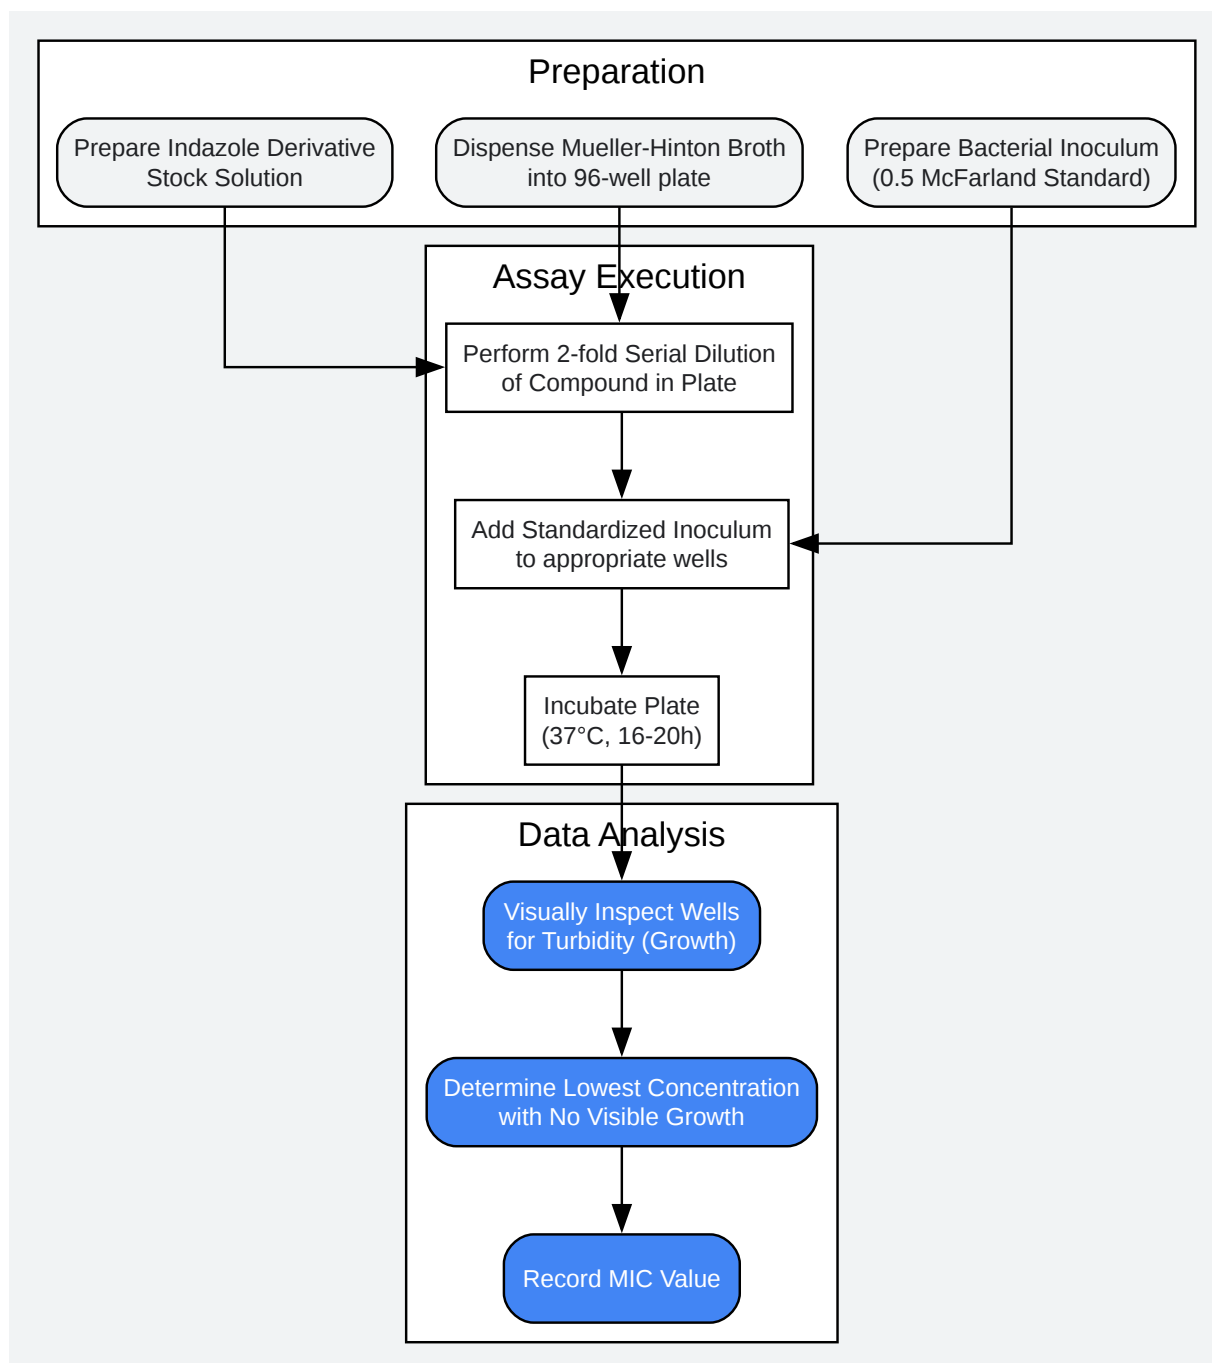 Preparation
Prepare Indazole Derivative
Stock Solution
Dispense Mueller-Hinton Broth
into 96-well plate
Prepare Bacterial Inoculum
(0.5 McFarland Standard)
Assay Execution
Perform 2-fold Serial Dilution
of Compound in Plate
Add Standardized Inoculum
to appropriate wells
Incubate Plate
(37°C, 16-20h)
Data Analysis
Visually Inspect Wells
for Turbidity (Growth)
Determine Lowest Concentration
with No Visible Growth
Record MIC Value